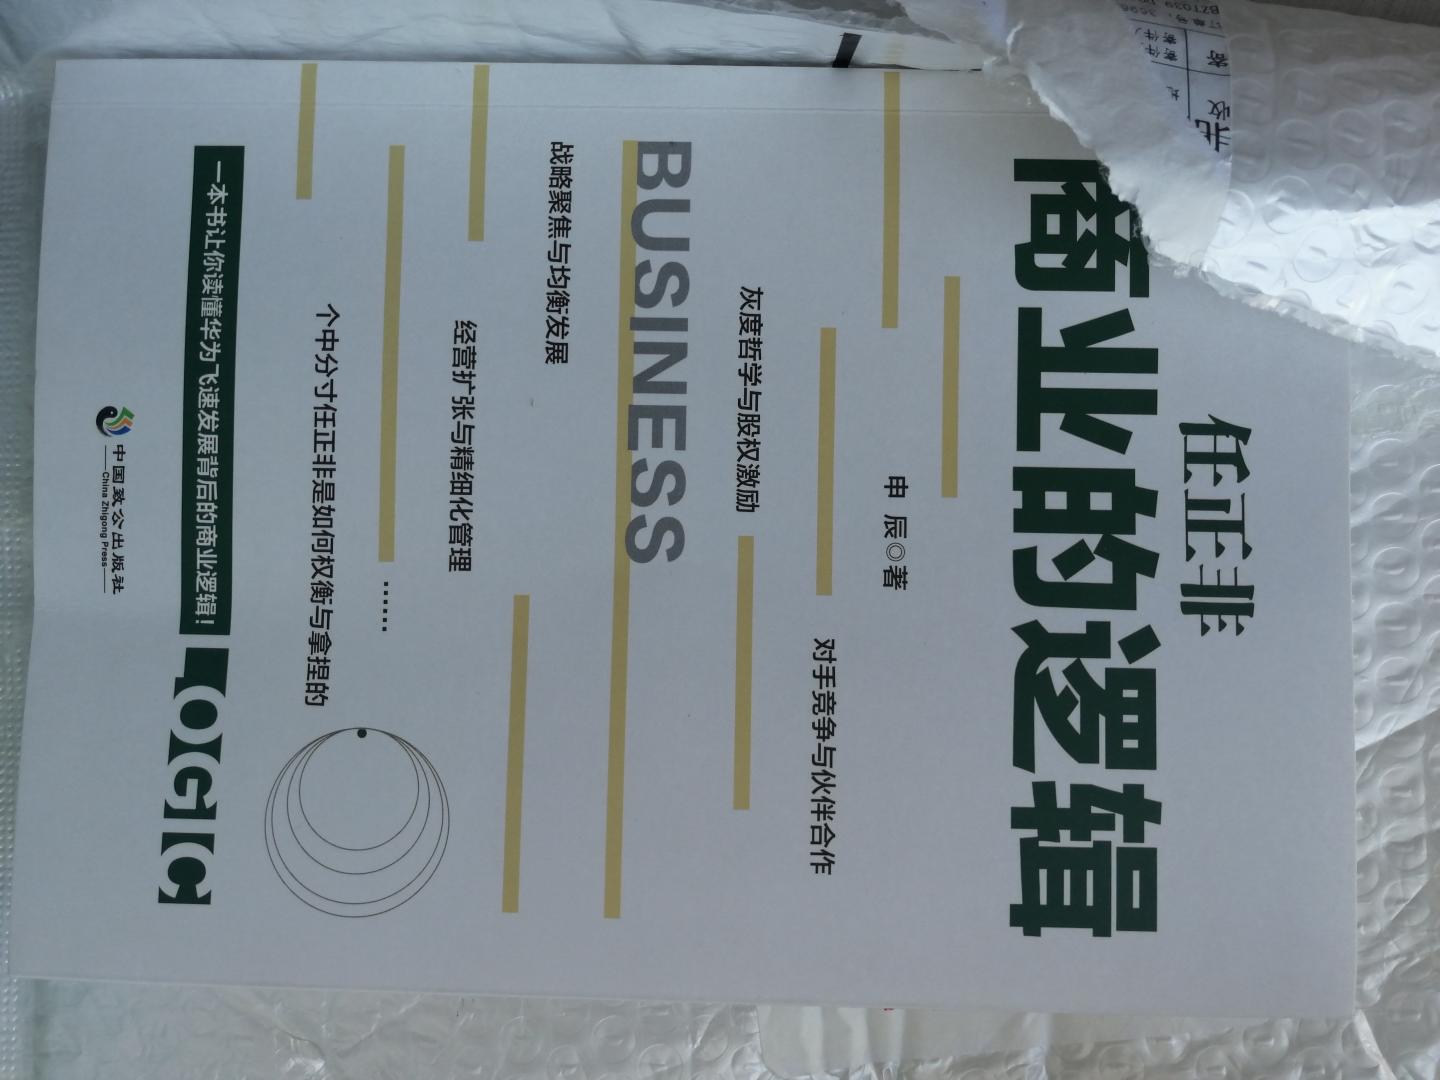 任正非
商业的逻辑
申 辰◎著
对手竞争与伙伴合作
灰度哲学与股权激励
BUSINESS
战略聚焦与均衡发展
经营扩张与精细化管理
……
个中分寸任正非是如何权衡与拿捏的
一本书让你读懂华为飞速发展背后的商业逻辑！
LOGIC
中国致公出版社
China Zhigong Press
寄
收
北